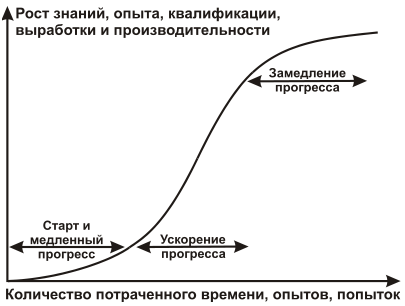 Рост знаний, опыта, квалификации,
выработки и производительности
Замедление
прогресса
Старт и
медленный
прогресс
Ускорение
прогресса
Количество потраченного времени, опытов, попыток